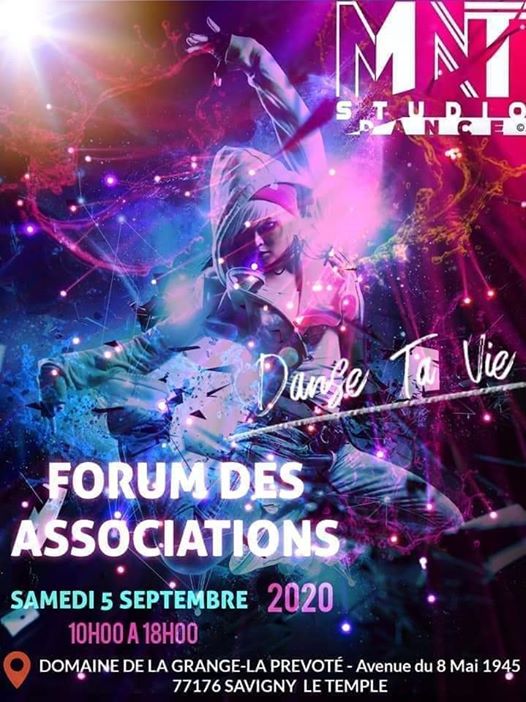 MNT
STUDIO
DANCE©
Danse Ta Vie
FORUM DES
ASSOCIATIONS
SAMEDI 5 SEPTEMBRE 2020
10H00 A 18H00
DOMAINE DE LA GRANGE-LA PREVOTÉ - Avenue du 8 Mai 1945
77176 SAVIGNY LE TEMPLE